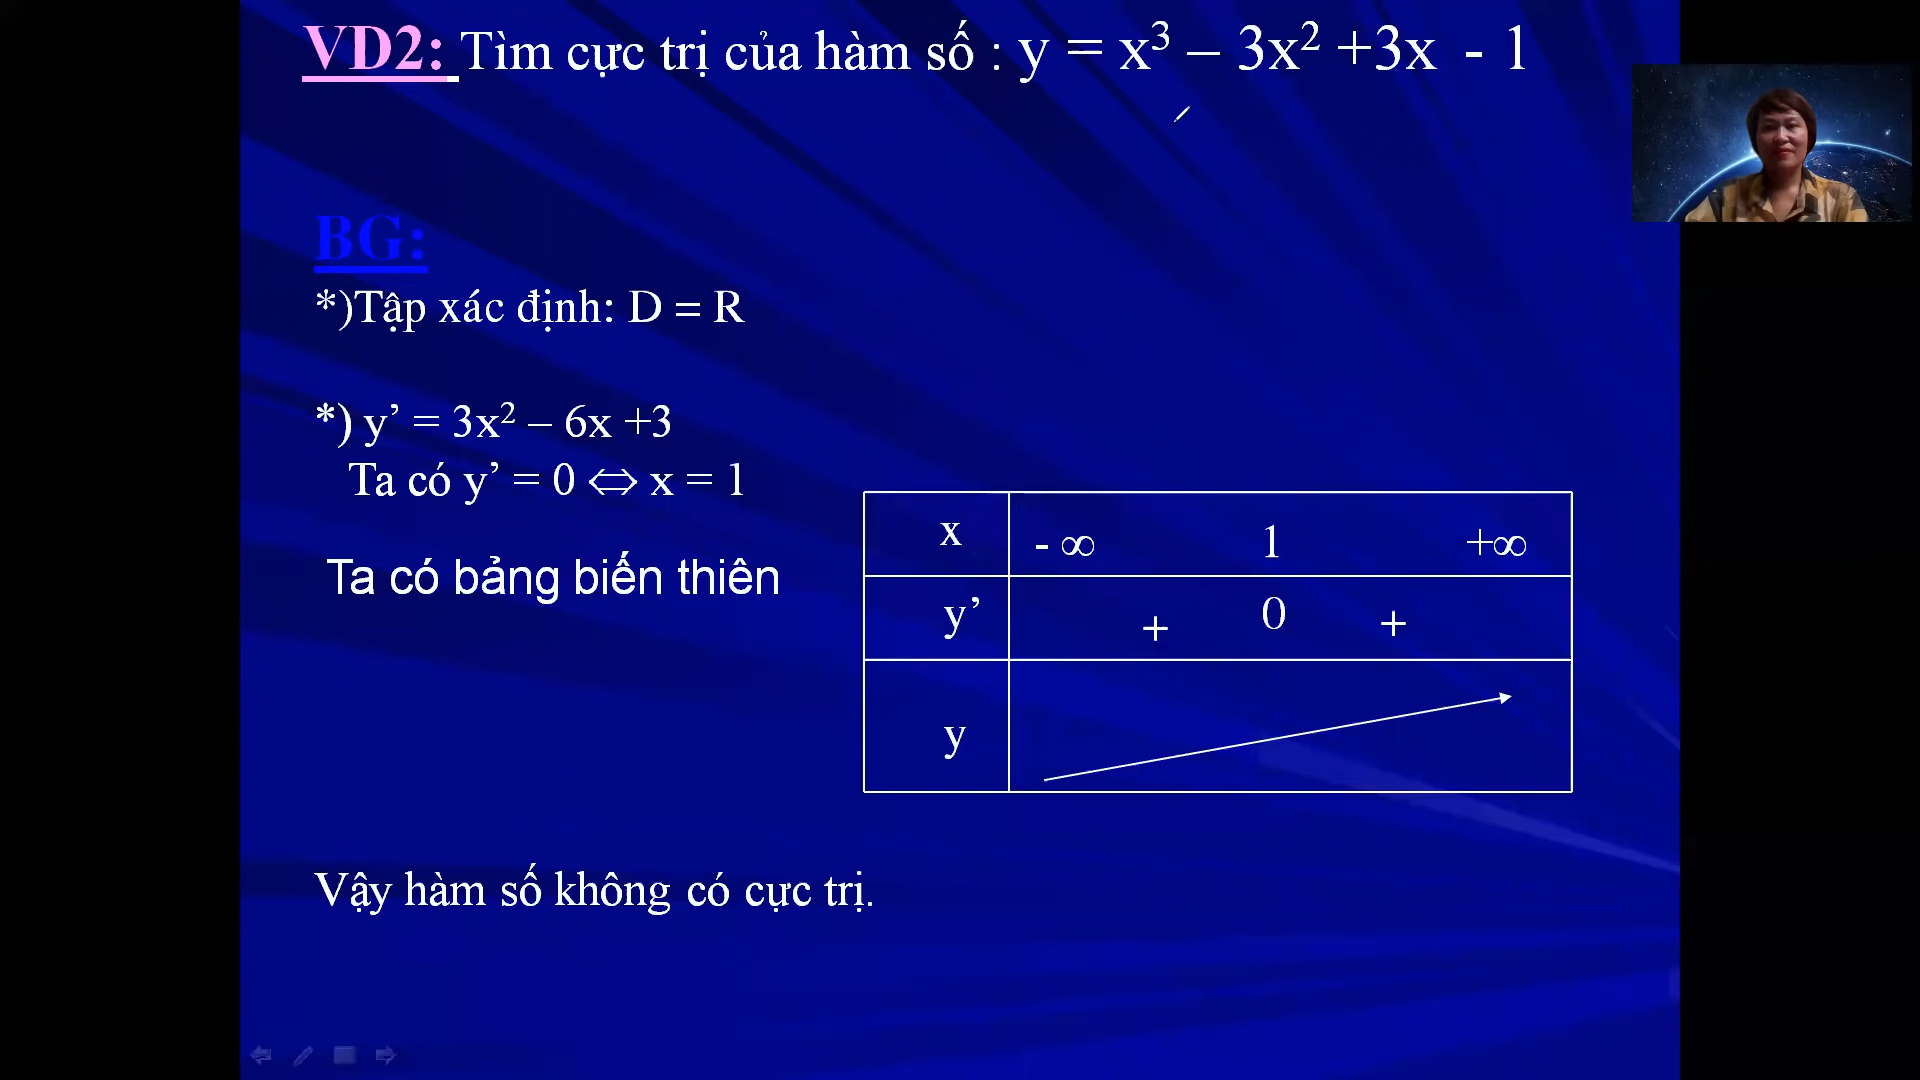 VD2: Tìm cực trị của hàm số : y = x³ – 3x² +3x - 1
BG:
*)Tập xác định: D = R
*) y’ = 3x² – 6x +3
Ta có y’ = 0 ⇔ x = 1
Ta có bảng biến thiên
x - ∞ 1 +∞
y’ + 0 +
y
Vậy hàm số không có cực trị.